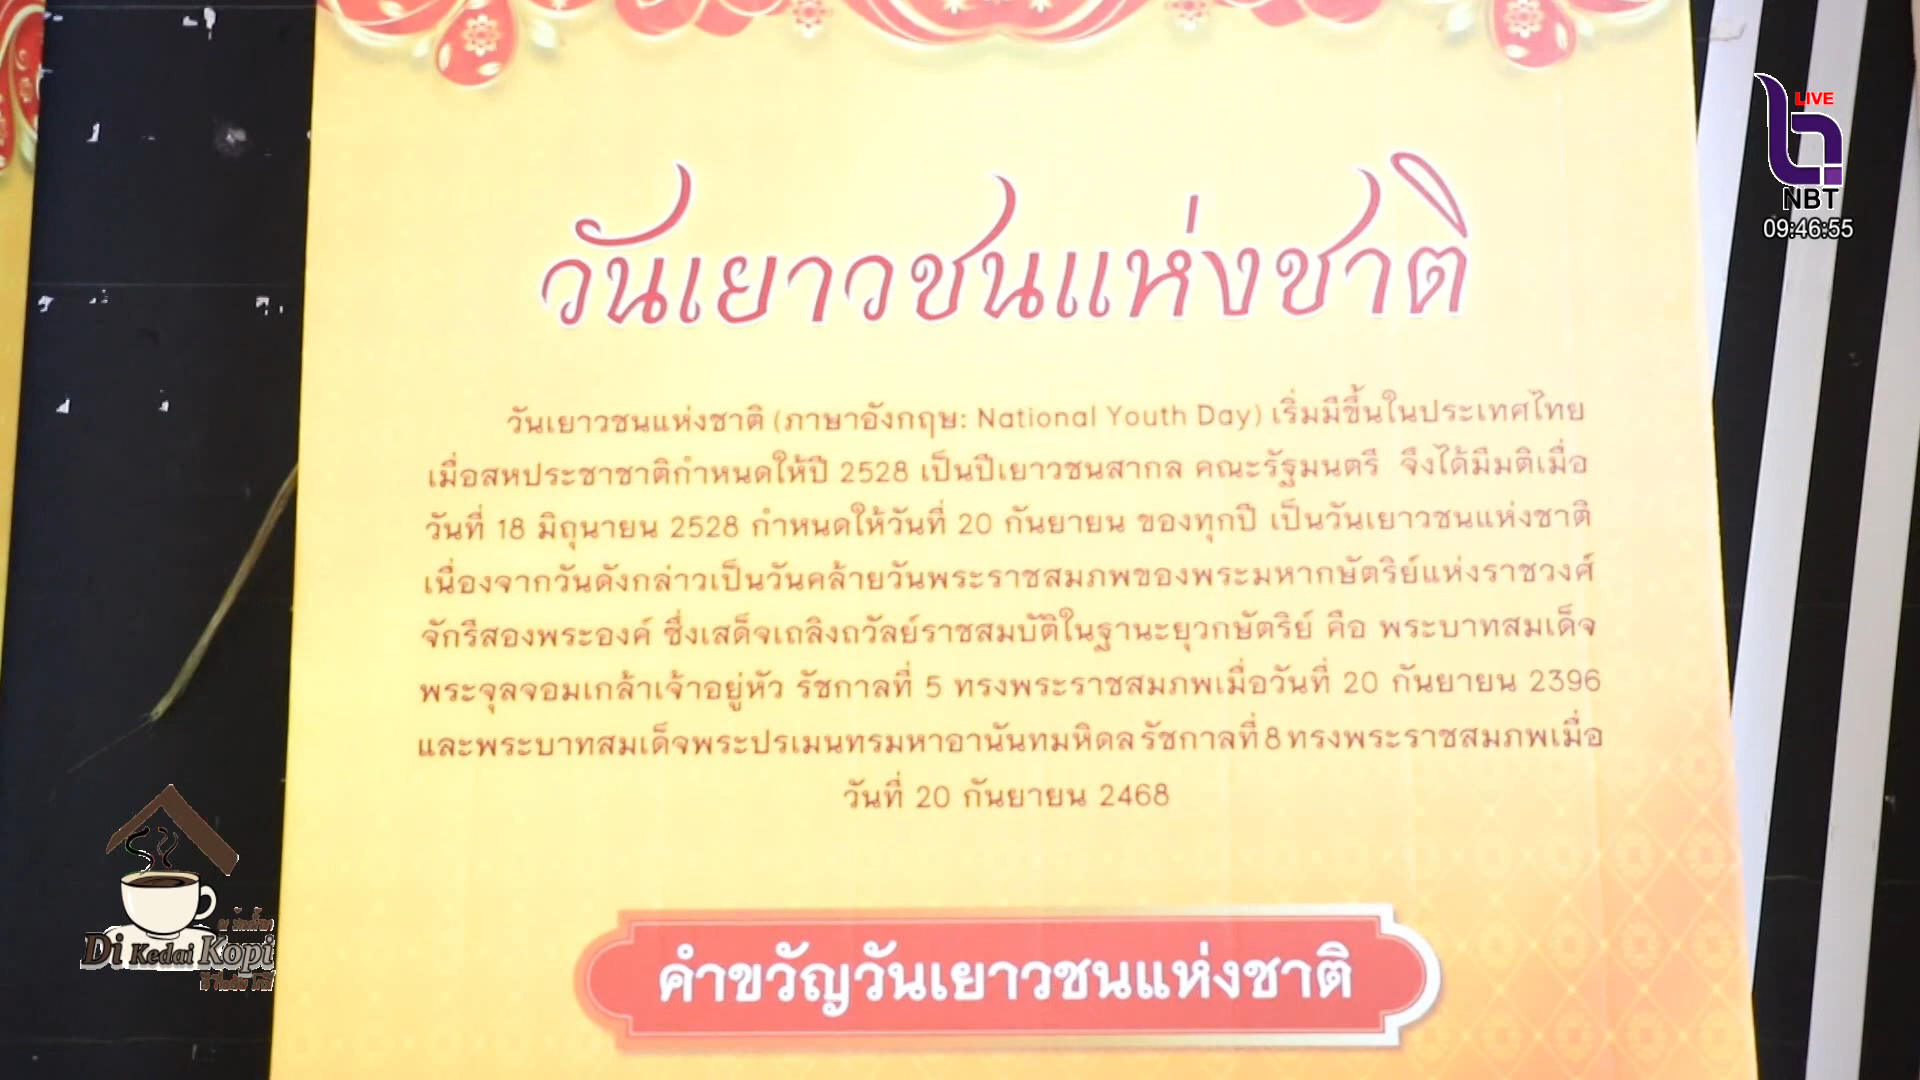 วันเยาวชนแห่งชาติ
วันเยาวชนแห่งชาติ (ภาษาอังกฤษ: National Youth Day) เริ่มมีขึ้นในประเทศไทย
เมื่อสหประชาชาติกำหนดให้ปี 2528 เป็นปีเยาวชนสากล คณะรัฐมนตรี จึงได้มีมติเมื่อ
วันที่ 18 มิถุนายน 2528 กำหนดให้วันที่ 20 กันยายน ของทุกปี เป็นวันเยาวชนแห่งชาติ
เนื่องจากวันดังกล่าวเป็นวันคล้ายวันพระราชสมภพของพระมหากษัตริย์แห่งราชวงศ์
จักรีสองพระองค์ ซึ่งเสด็จเถลิงถวัลย์ราชสมบัติในฐานะยุวกษัตริย์ คือ พระบาทสมเด็จ
พระจุลจอมเกล้าเจ้าอยู่หัว รัชกาลที่ 5 ทรงพระราชสมภพเมื่อวันที่ 20 กันยายน 2396
และพระบาทสมเด็จพระปรเมนทรมหาอานันทมหิดล รัชกาลที่ 8 ทรงพระราชสมภพเมื่อ
วันที่ 20 กันยายน 2468
คำขวัญวันเยาวชนแห่งชาติ
LIVE
NBT
09:46:55
Di Kedai Kopi